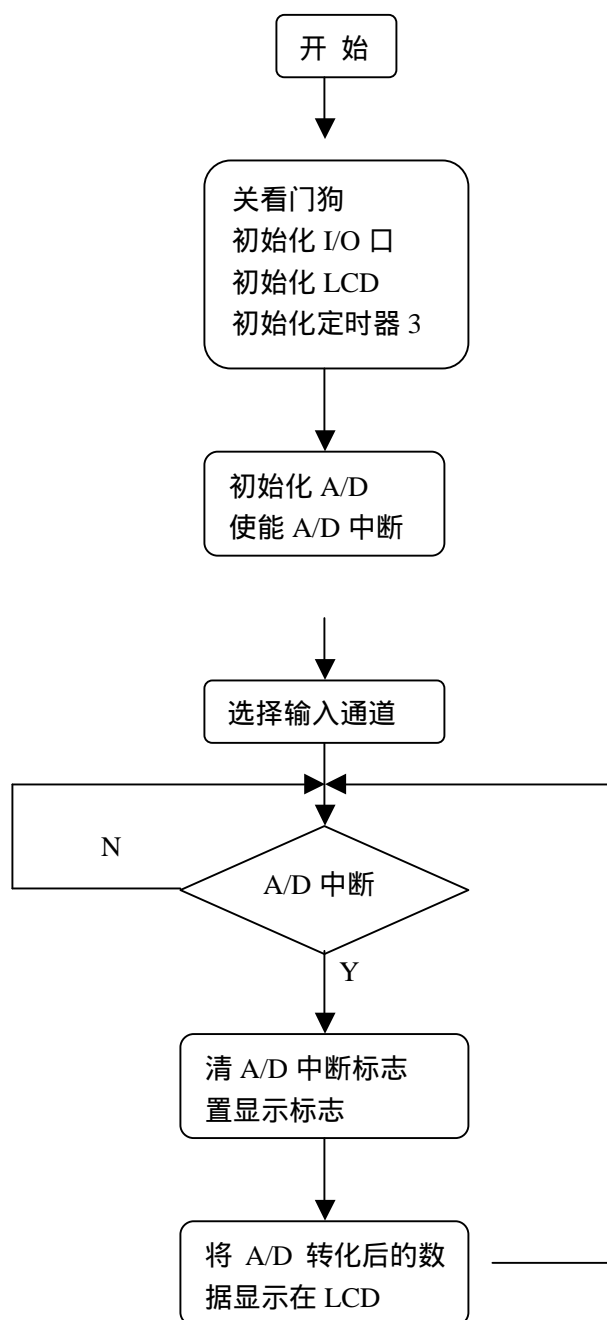 开 始
关看门狗
初始化 I/O 口
初始化 LCD
初始化定时器 3
初始化 A/D
使能 A/D 中断
选择输入通道
N
A/D 中断
Y
清 A/D 中断标志
置显示标志
将 A/D 转化后的数
据显示在 LCD